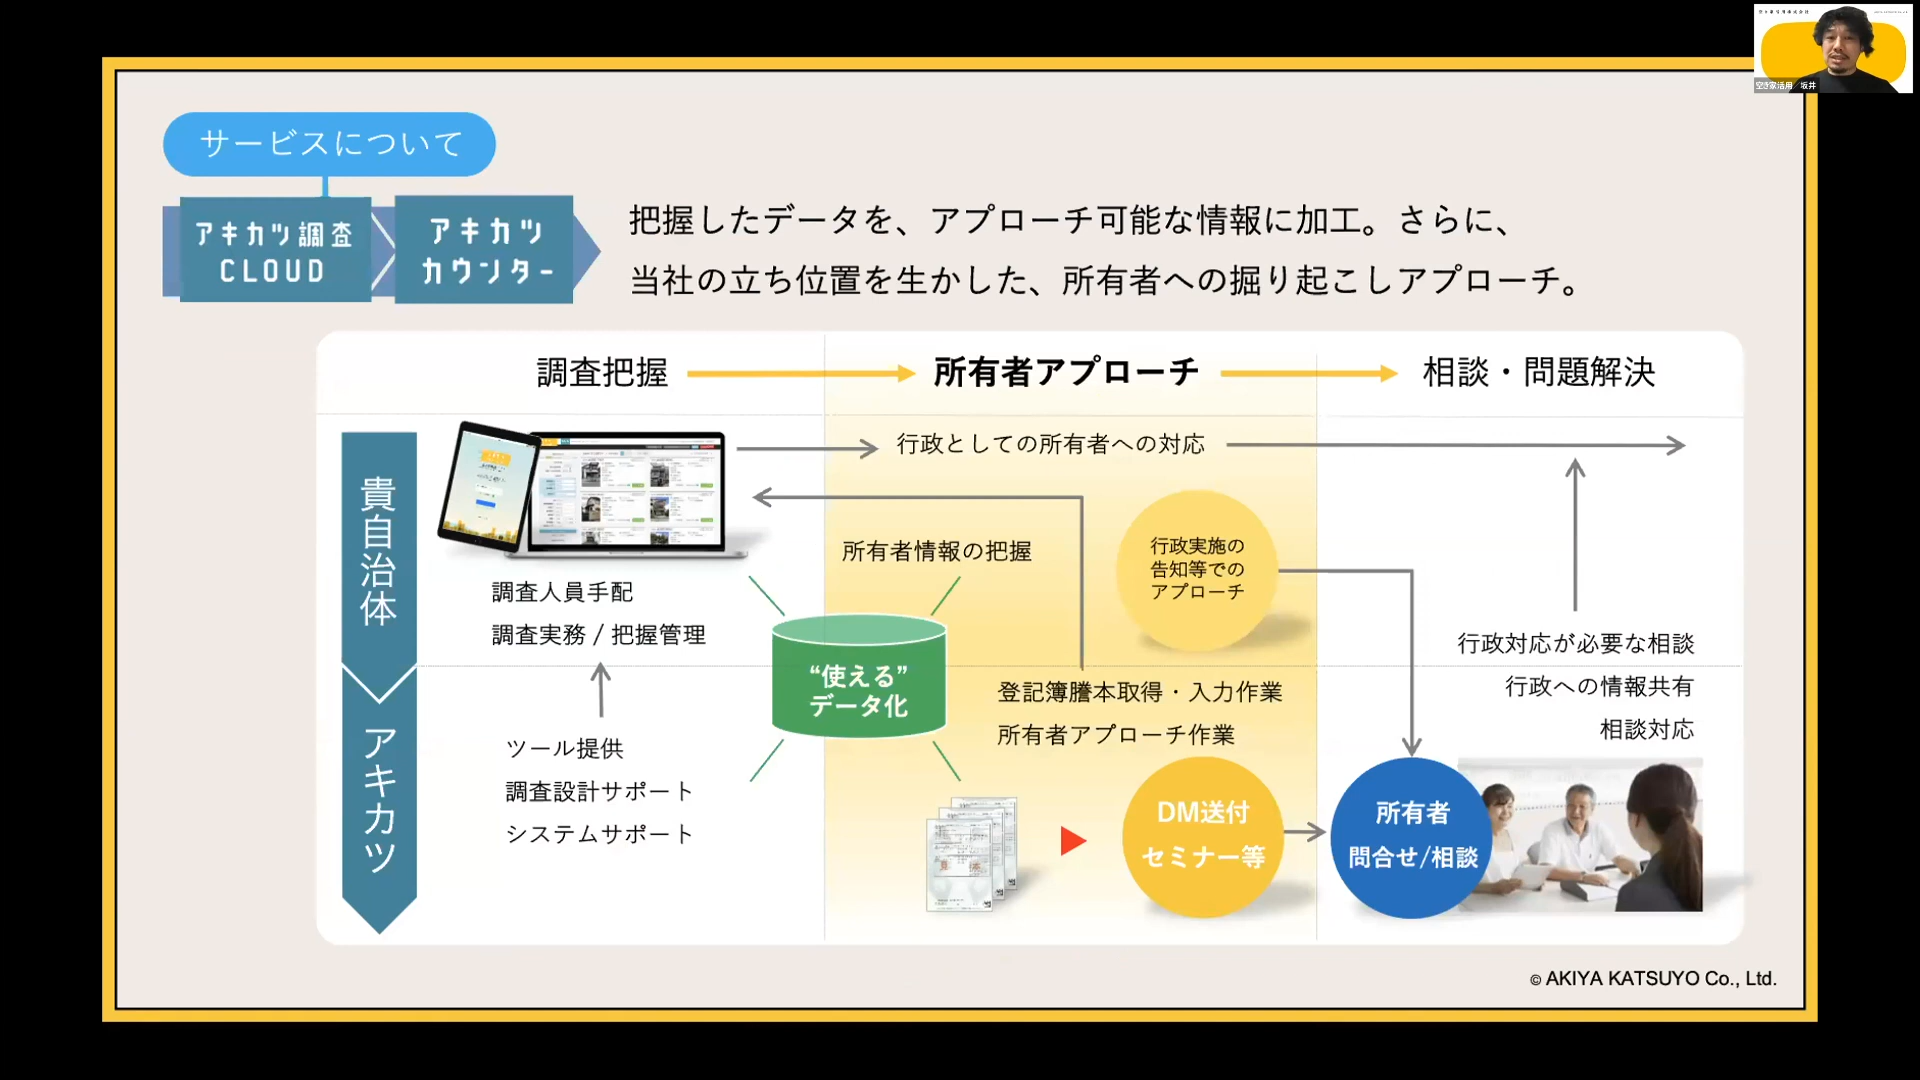 空き家活用／坂井
サービスについて
アキカツ調査
CLOUD
アキカツ
カウンター
把握したデータを、アプローチ可能な情報に加工。さらに、
当社の立ち位置を生かした、所有者への掘り起こしアプローチ。
調査把握
所有者アプローチ
相談・問題解決
貴自治体
アキカツ
行政としての所有者への対応
所有者情報の把握
行政実施の
告知等での
アプローチ
調査人員手配
調査実務 / 把握管理
“使える”
データ化
行政対応が必要な相談
行政への情報共有
相談対応
登記簿謄本取得・入力作業
所有者アプローチ作業
ツール提供
調査設計サポート
システムサポート
DM送付
セミナー等
所有者
問合せ/相談
© AKIYA KATSUYO Co., Ltd.